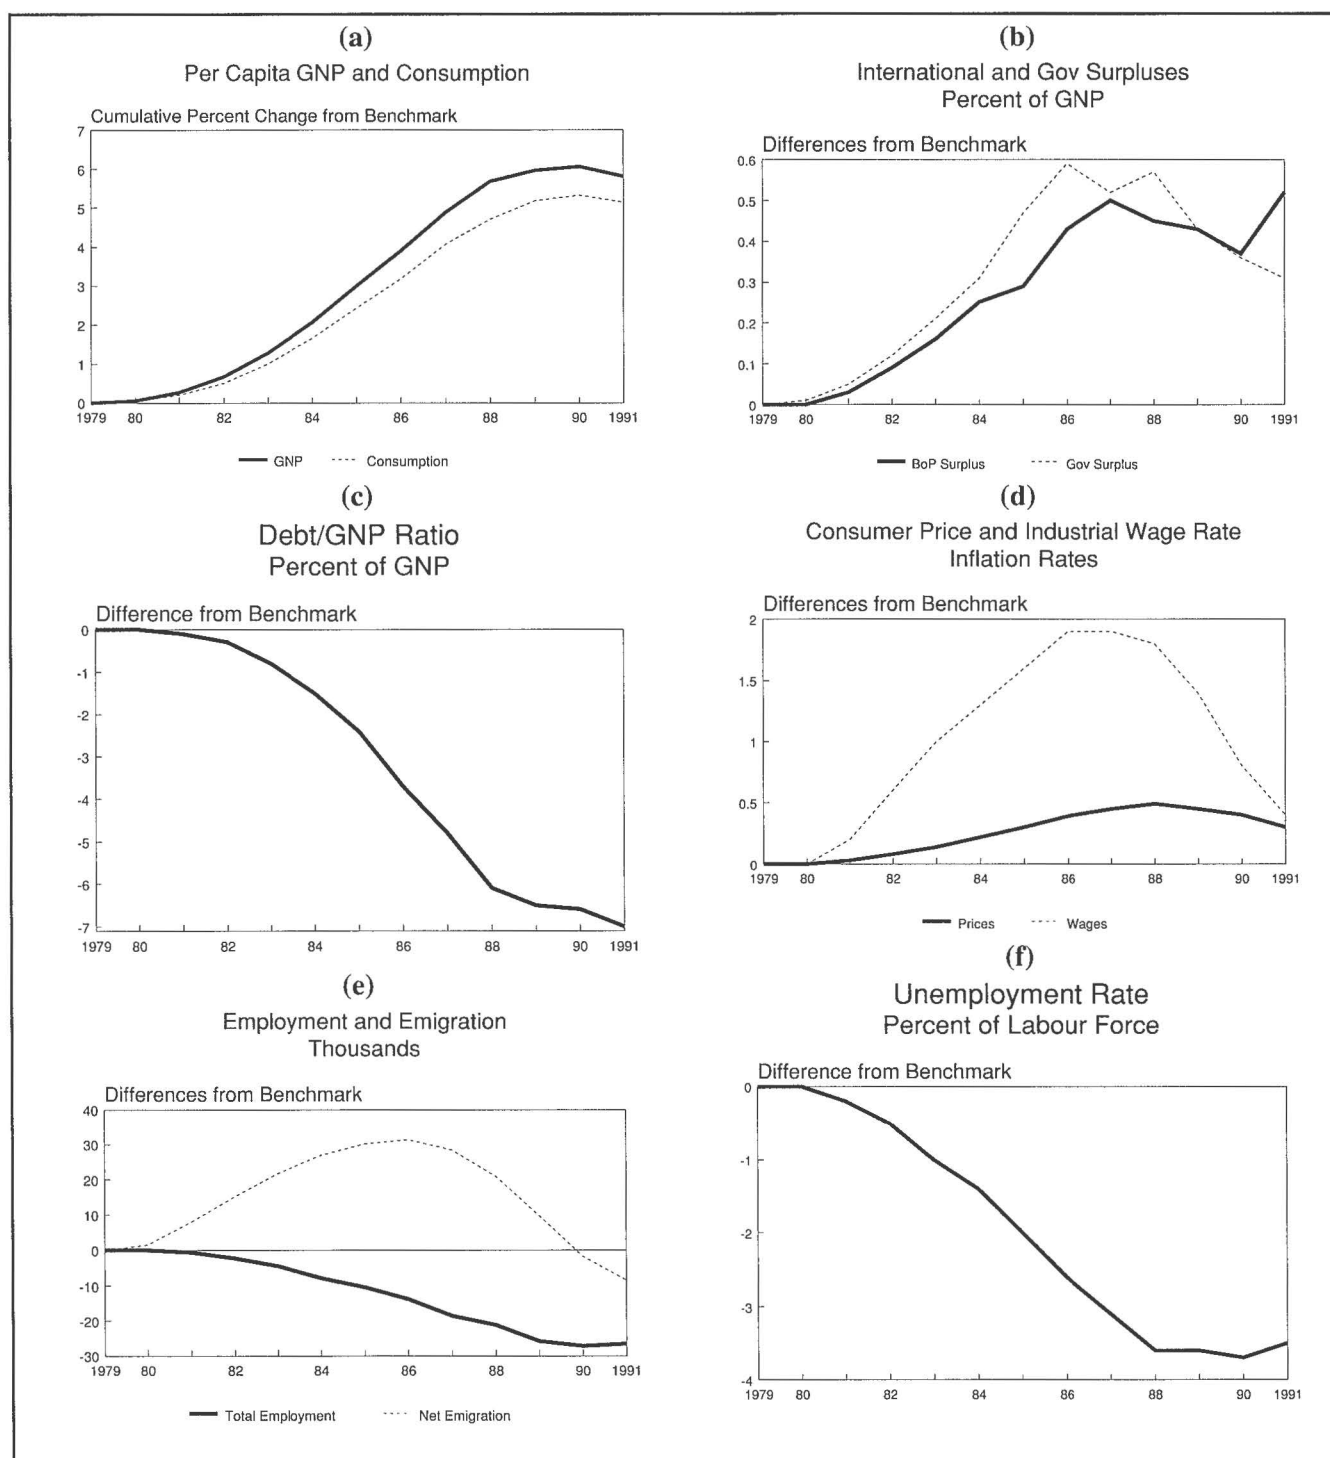 (a)
Per Capita GNP and Consumption
Cumulative Percent Change from Benchmark
7
6
5
4
3
2
1
0
1979 80 82 84 86 88 90 1991
GNP Consumption
(b)
International and Gov Surpluses
Percent of GNP
Differences from Benchmark
0.6
0.5
0.4
0.3
0.2
0.1
0
1979 80 82 84 86 88 90 1991
BoP Surplus Gov Surplus
(c)
Debt/GNP Ratio
Percent of GNP
Difference from Benchmark
0
-1
-2
-3
-4
-5
-6
-7
1979 80 82 84 86 88 90 1991
(d)
Consumer Price and Industrial Wage Rate
Inflation Rates
Differences from Benchmark
2
1.5
1
0.5
0
1979 80 82 84 86 88 90 1991
Prices Wages
(e)
Employment and Emigration
Thousands
Differences from Benchmark
40
30
20
10
0
-10
-20
-30
1979 80 82 84 86 88 90 1991
Total Employment Net Emigration
(f)
Unemployment Rate
Percent of Labour Force
Difference from Benchmark
0
-1
-2
-3
-4
1979 80 82 84 86 88 90 1991